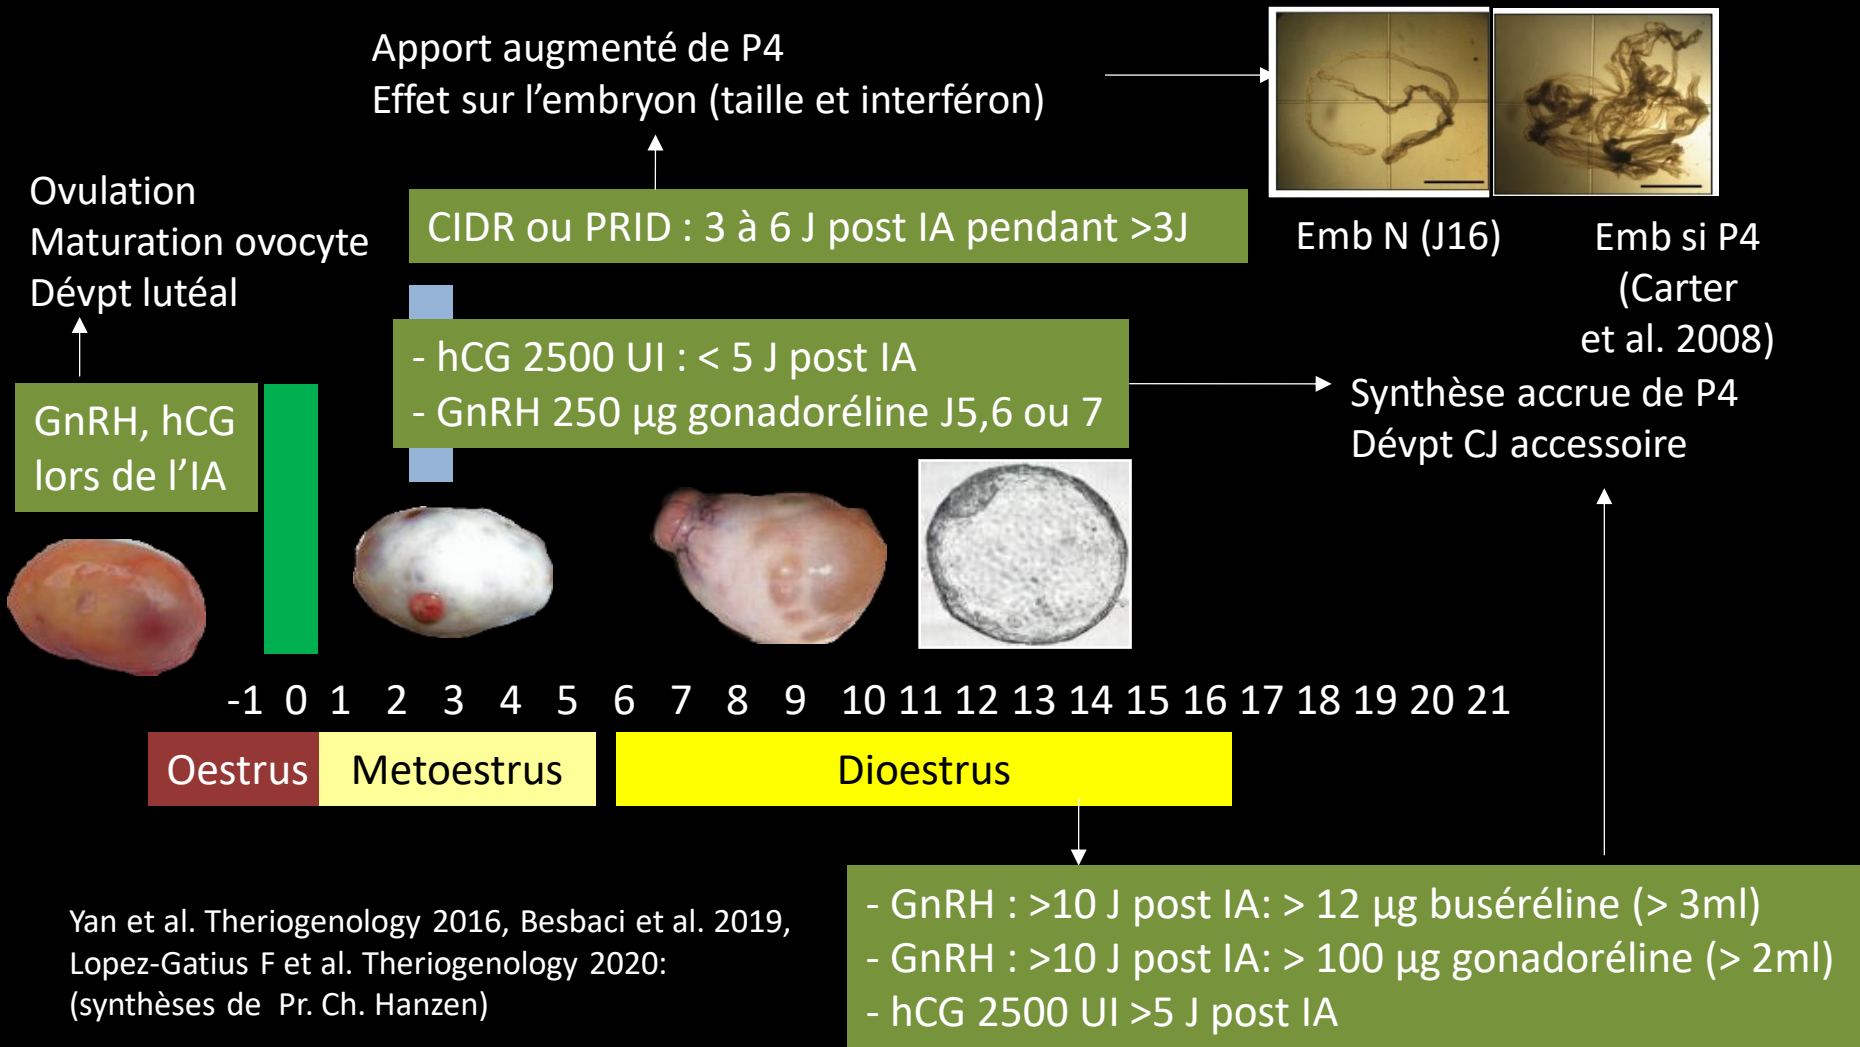 Apport augmenté de P4
Effet sur l'embryon (taille et interféron)
Ovulation
Maturation ovocyte
Dévpt lutéal
CIDR ou PRID : 3 à 6 J post IA pendant >3J
Emb N (J16)
Emb si P4
(Carter
et al. 2008)
- hCG 2500 UI : < 5 J post IA
- GnRH 250 µg gonadoréline J5,6 ou 7
Synthèse accrue de P4
Dévpt CJ accessoire
GnRH, hCG
lors de l'IA
-1 0 1 2 3 4 5 6 7 8 9 10 11 12 13 14 15 16 17 18 19 20 21
Oestrus Metoestrus Dioestrus
- GnRH : >10 J post IA: > 12 µg buséréline (> 3ml)
- GnRH : >10 J post IA: > 100 µg gonadoréline (> 2ml)
- hCG 2500 UI >5 J post IA
Yan et al. Theriogenology 2016, Besbaci et al. 2019,
Lopez-Gatius F et al. Theriogenology 2020:
(synthèses de Pr. Ch. Hanzen)